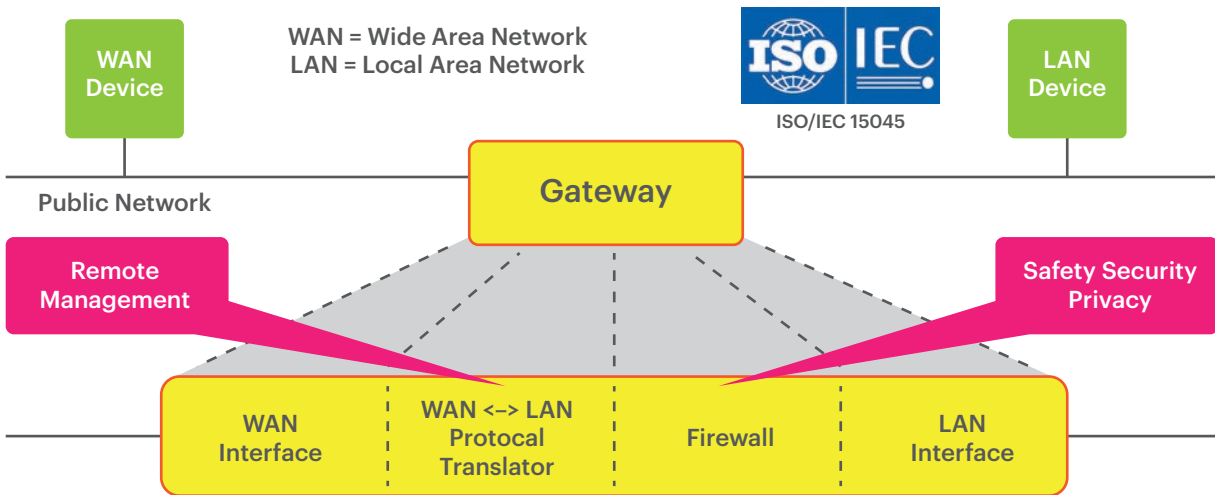 WAN
Device
WAN = Wide Area Network
LAN = Local Area Network
ISO
IEC
ISO/IEC 15045
LAN
Device
Gateway
Public Network
Remote
Management
Safety Security
Privacy
WAN
Interface
WAN <–> LAN
Protocal
Translator
Firewall
LAN
Interface